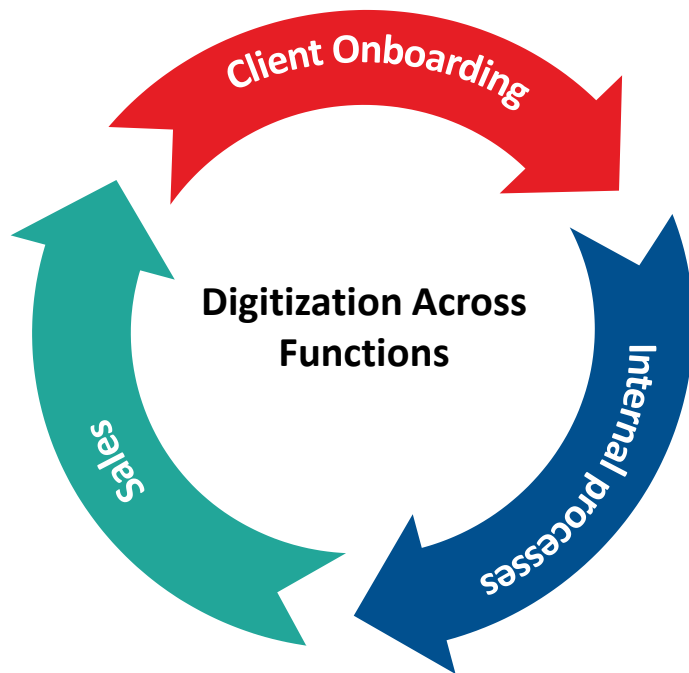 Client Onboarding
Digitization Across
Functions
Internal processes
Sales